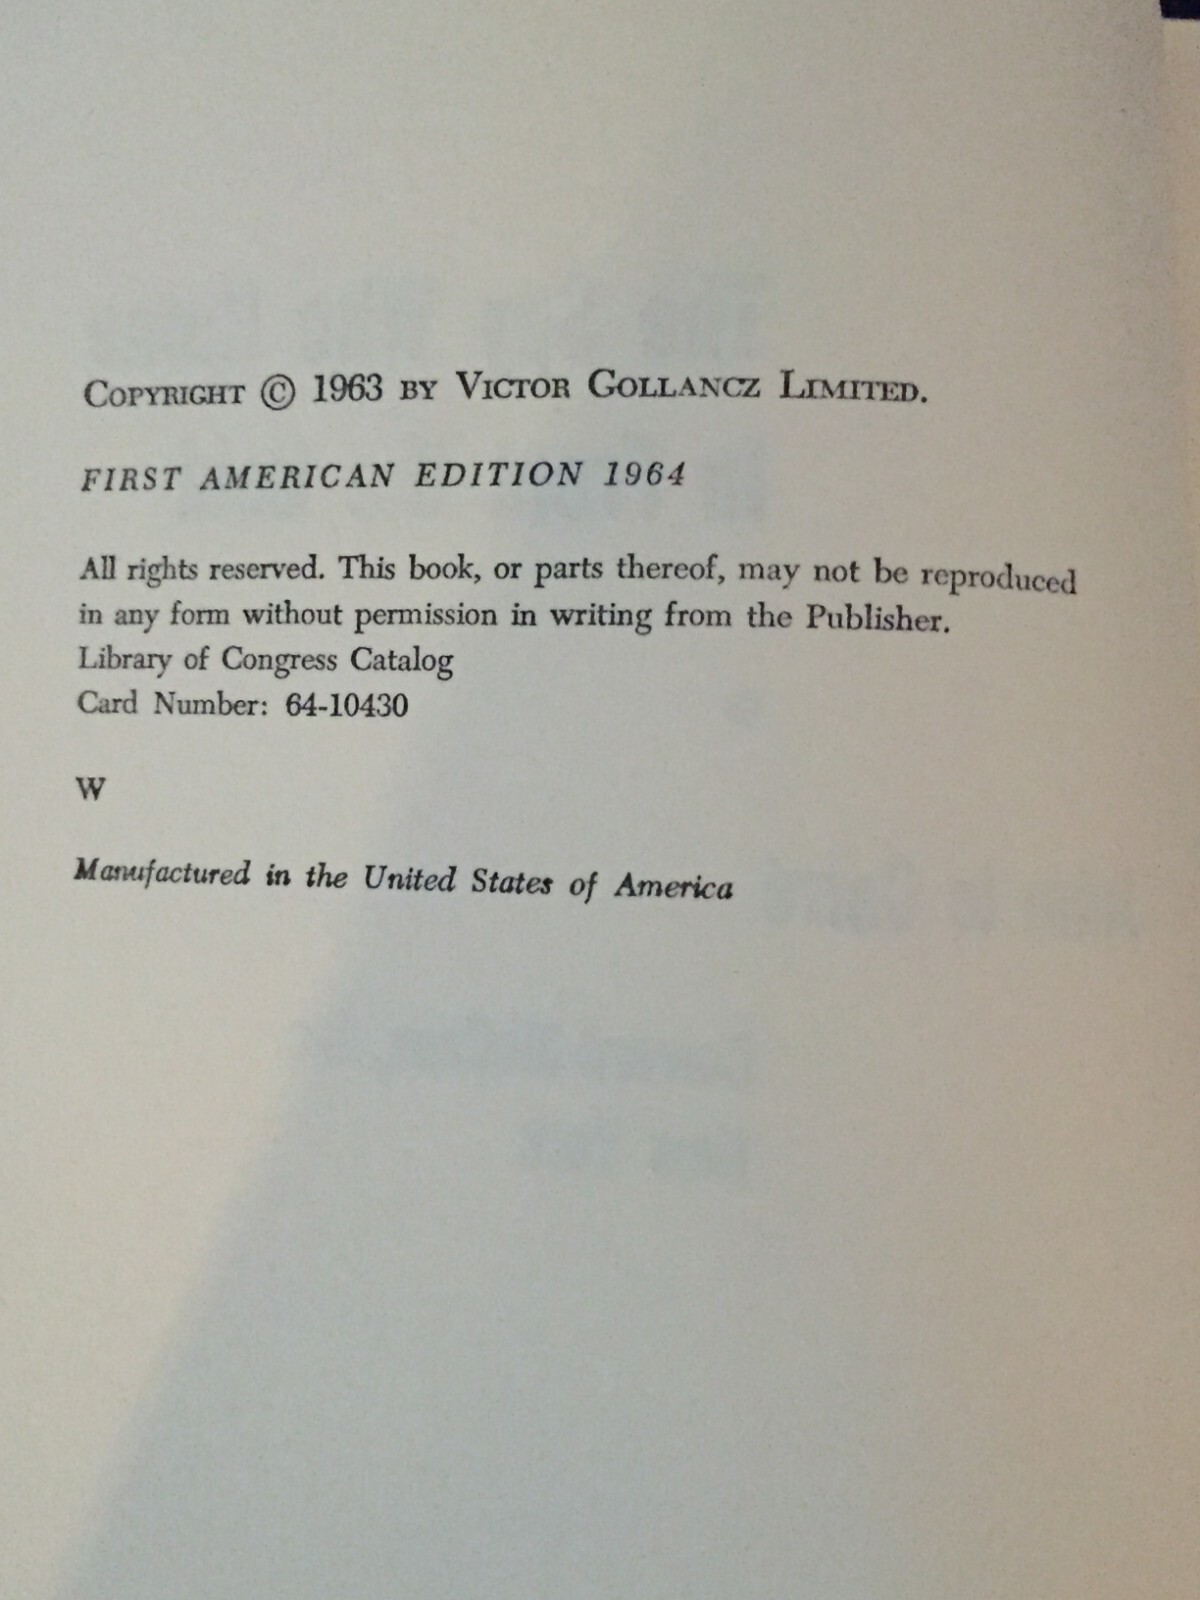 Copyright © 1963 by Victor Gollancz Limited.
FIRST AMERICAN EDITION 1964
All rights reserved. This book, or parts thereof, may not be reproduced
in any form without permission in writing from the Publisher.
Library of Congress Catalog
Card Number: 64-10430
W
Manufactured in the United States of America